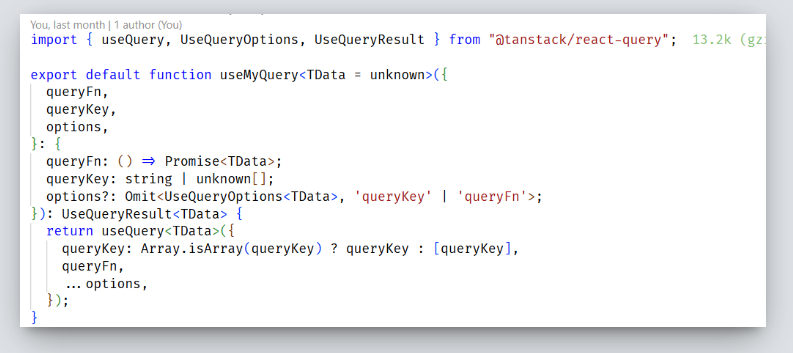 You, last month | 1 author (You)
import { useQuery, UseQueryOptions, UseQueryResult } from "@tanstack/react-query"; 13.2k (gz
export default function useMyQuery<TData = unknown>({
  queryFn,
  queryKey,
  options,
}: {
  queryFn: () => Promise<TData>;
  queryKey: string | unknown[];
  options?: Omit<UseQueryOptions<TData>, 'queryKey' | 'queryFn'>;
}): UseQueryResult<TData> {
  return useQuery<TData>({
    queryKey: Array.isArray(queryKey) ? queryKey : [queryKey],
    queryFn,
    ...options,
  });
}